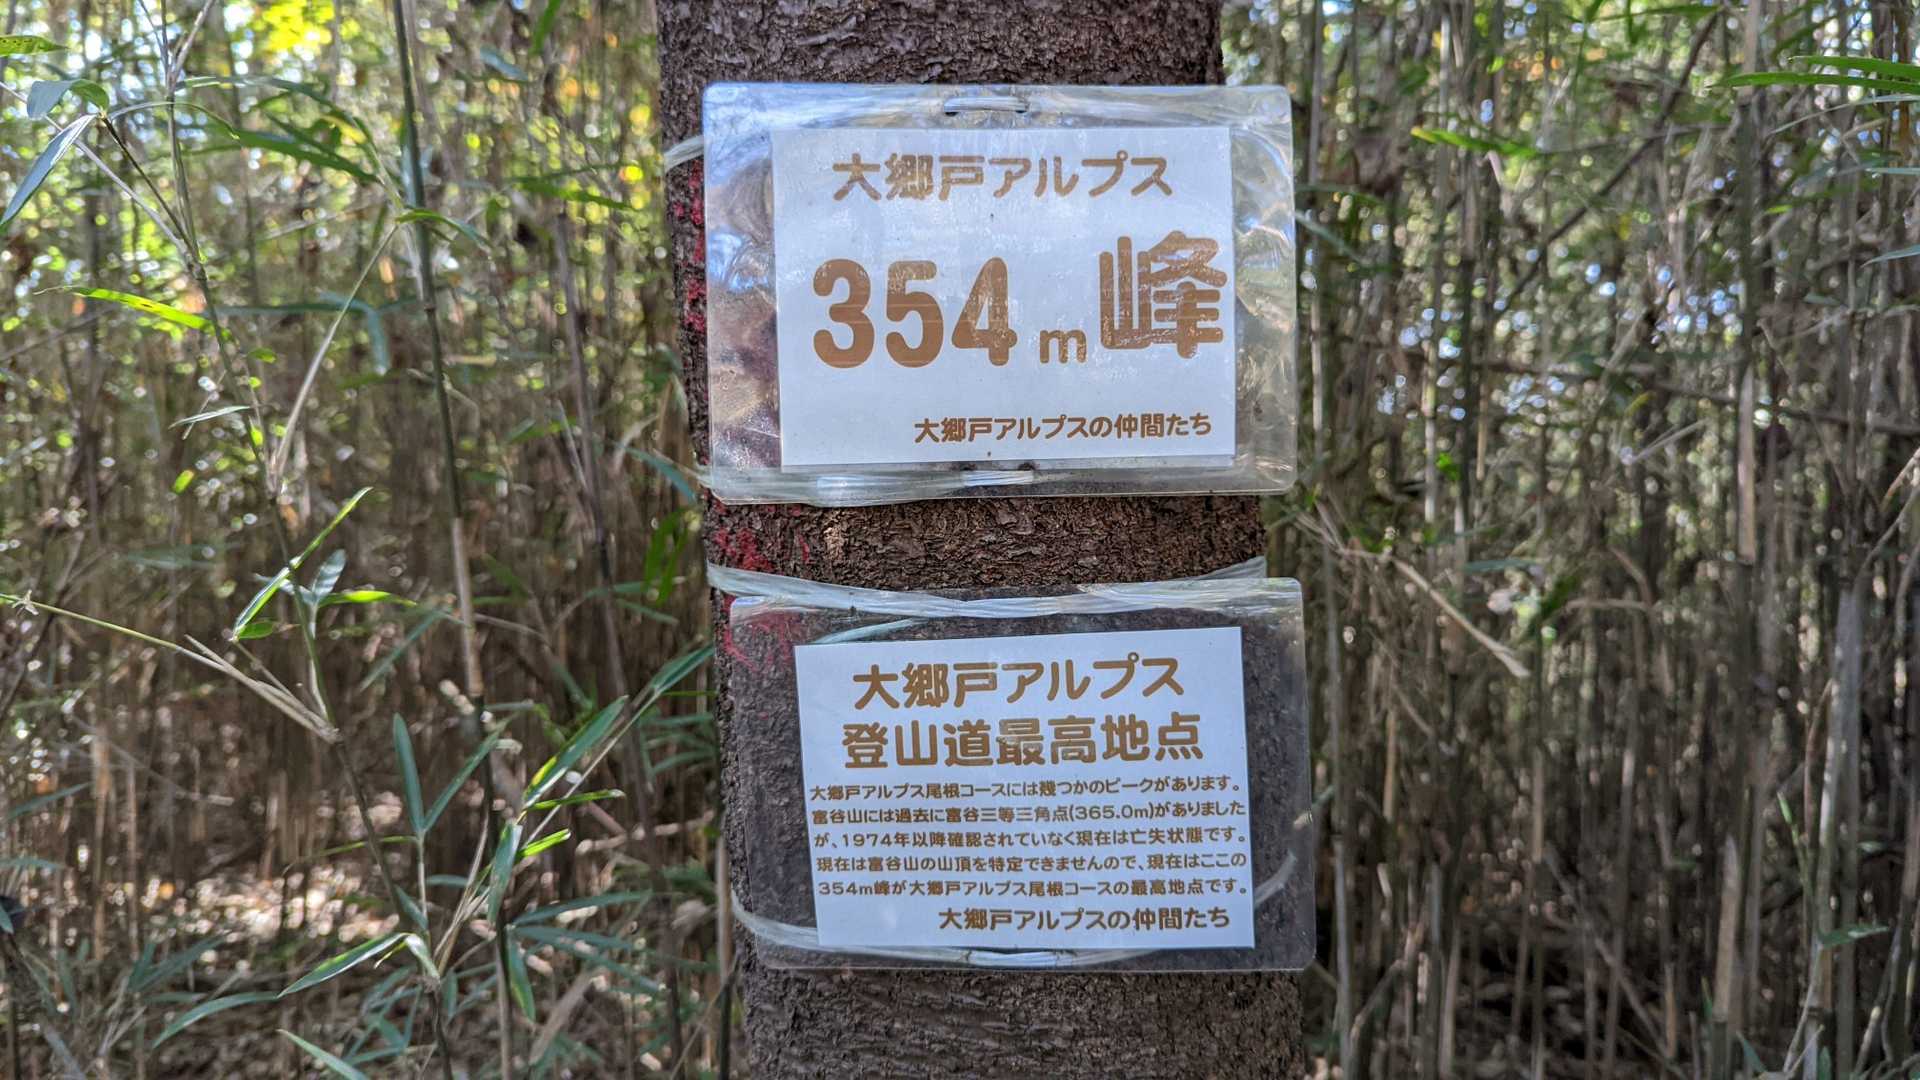 大郷戸アルプス
354m峰
大郷戸アルプスの仲間たち
大郷戸アルプス
登山道最高地点
大郷戸アルプス尾根コースには幾つかのピークがあります。
富谷山には過去に富谷三等三角点(365.0m)がありました
が、1974年以降確認されていなく現在は亡失状態です。
現在は富谷山の山頂を特定できませんので、現在はここの
354m峰が大郷戸アルプス尾根コースの最高地点です。
大郷戸アルプスの仲間たち